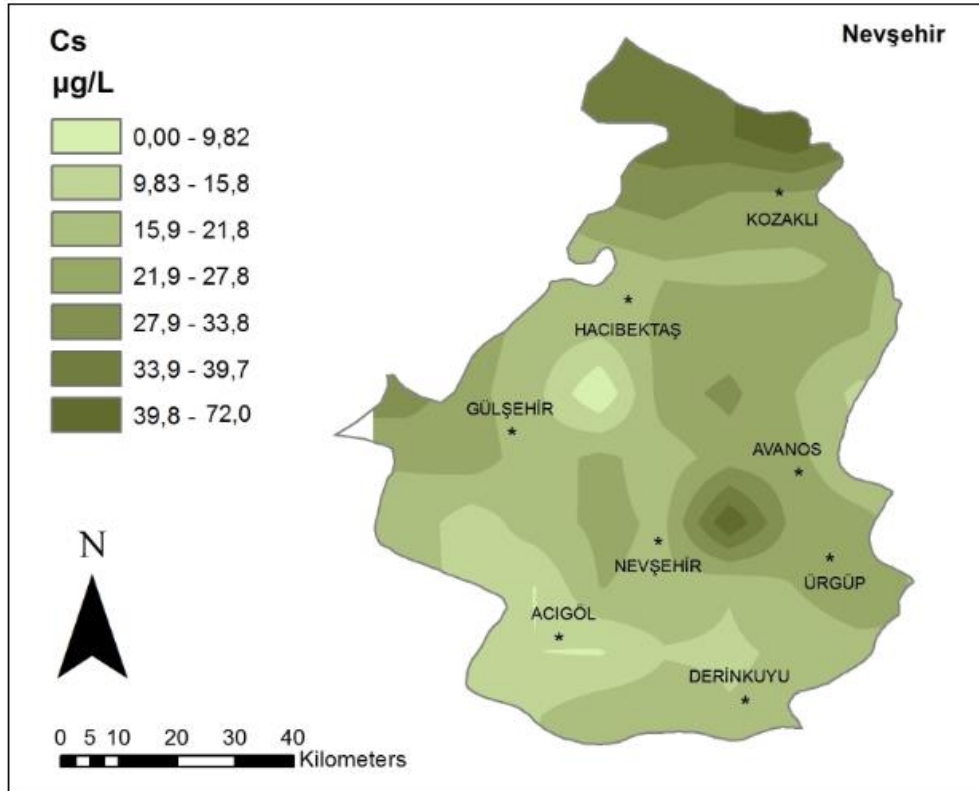 Cs
µg/L
0,00 - 9,82
9,83 - 15,8
15,9 - 21,8
21,9 - 27,8
27,9 - 33,8
33,9 - 39,7
39,8 - 72,0
Nevşehir
KOZAKLI
HACIBEKTAŞ
GÜLŞEHİR
AVANOS
NEVŞEHİR
ÜRGÜP
ACIGÖL
DERİNKUYU
N
0 5 10 20 30 40
Kilometers